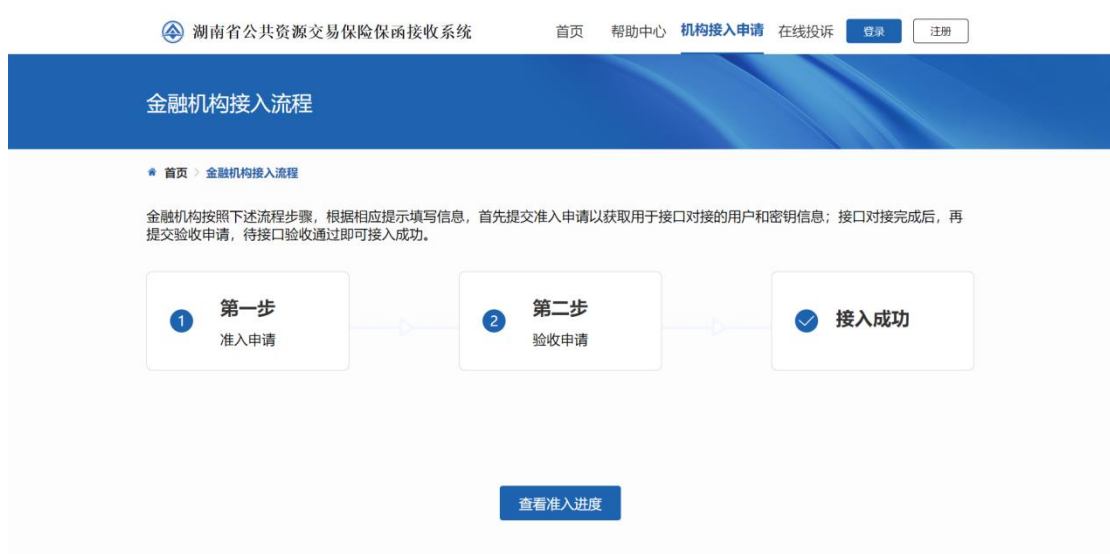 湖南省公共资源交易保险保函接收系统
首页 帮助中心 机构接入申请 在线投诉 登录 注册
金融机构接入流程
首页 > 金融机构接入流程
金融机构按照下述流程步骤，根据相应提示填写信息，首先提交准入申请以获取用于接口对接的用户和密钥信息；接口对接完成后，再
提交验收申请，待接口验收通过即可接入成功。
1 第一步
准入申请
2 第二步
验收申请
接入成功
查看准入进度